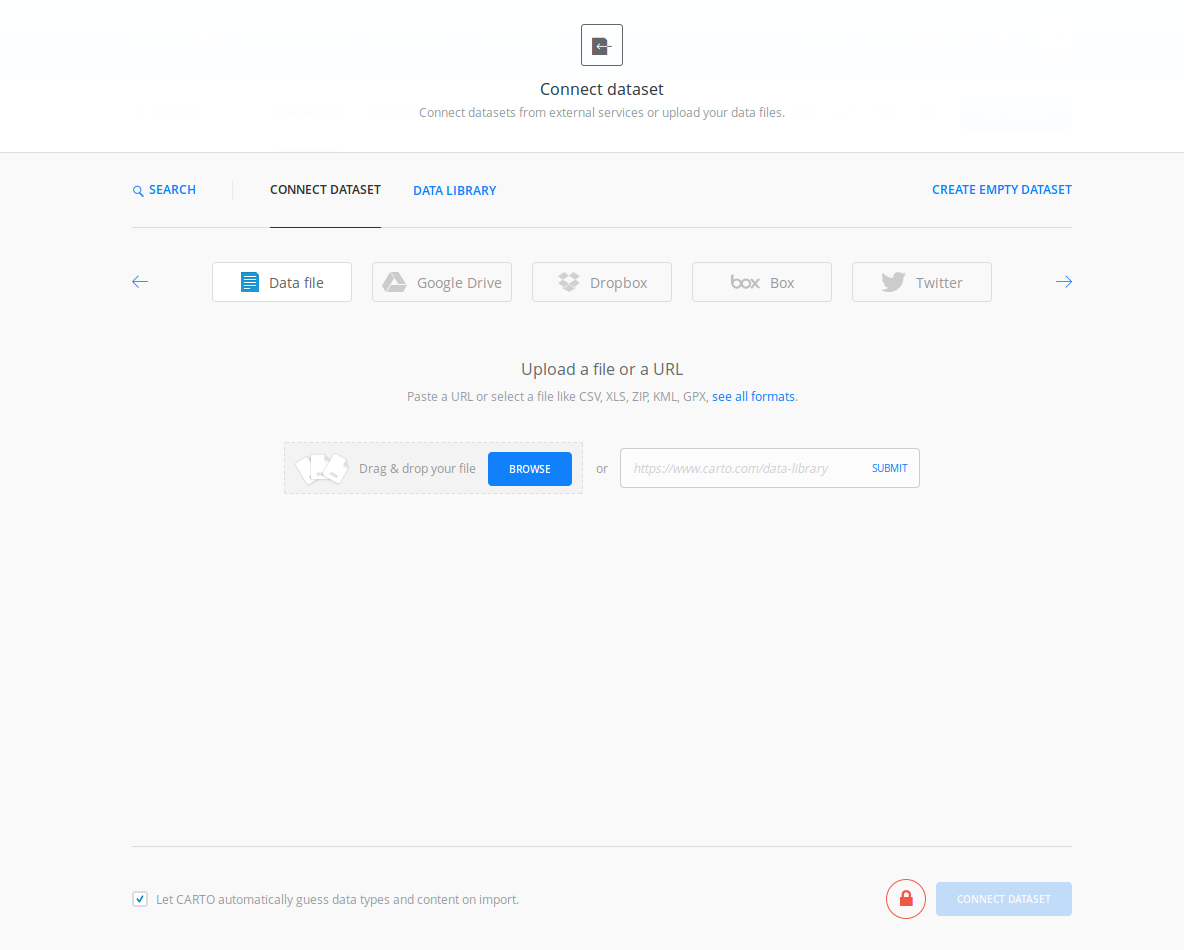 Connect dataset
Connect datasets from external services or upload your data files.
SEARCH
CONNECT DATASET
DATA LIBRARY
CREATE EMPTY DATASET
Data file
Google Drive
Dropbox
box Box
Twitter
Upload a file or a URL
Paste a URL or select a file like CSV, XLS, ZIP, KML, GPX, see all formats.
Drag & drop your file
BROWSE
or
https://www.carto.com/data-library
SUBMIT
Let CARTO automatically guess data types and content on import.
CONNECT DATASET